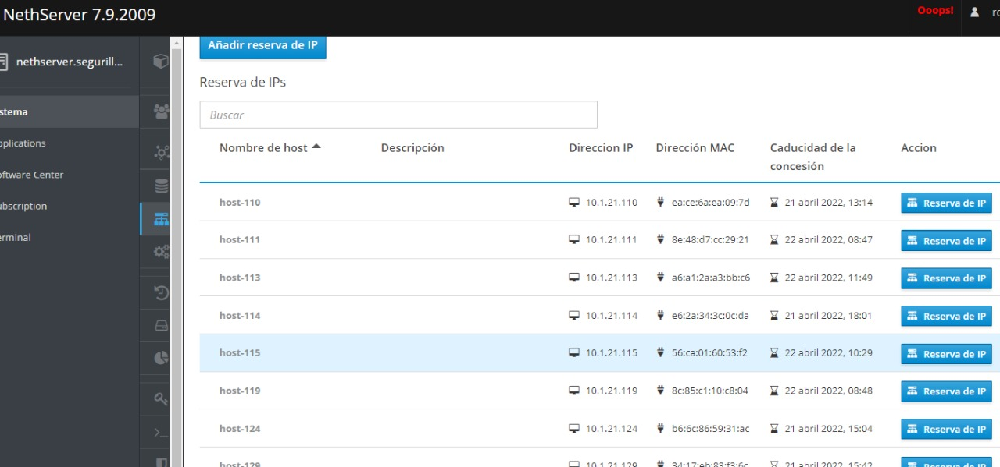 NethServer 7.9.2009
Ooops!
nethserver.segurill...
Añadir reserva de IP
Reserva de IPs
Buscar
stema
pplications
oftware Center
ubscription
erminal
Nombre de host Descripción Direccion IP Dirección MAC Caducidad de la concesión Accion
host-110 10.1.21.110 ea:ce:6a:ea:09:7d 21 abril 2022, 13:14 Reserva de IP
host-111 10.1.21.111 8e:48:d7:cc:29:21 22 abril 2022, 08:47 Reserva de IP
host-113 10.1.21.113 a6:a1:2a:a3:bb:c6 22 abril 2022, 11:49 Reserva de IP
host-114 10.1.21.114 e6:2a:34:3c:0c:da 21 abril 2022, 18:01 Reserva de IP
host-115 10.1.21.115 56:ca:01:60:53:f2 22 abril 2022, 10:29 Reserva de IP
host-119 10.1.21.119 8c:85:c1:10:c8:04 22 abril 2022, 08:48 Reserva de IP
host-124 10.1.21.124 b6:6c:86:59:31:ac 21 abril 2022, 15:04 Reserva de IP
host-129 10.1.21.129 34:17:eb:83:f3:6c 21 abril 2022, 15:42 Reserva de IP